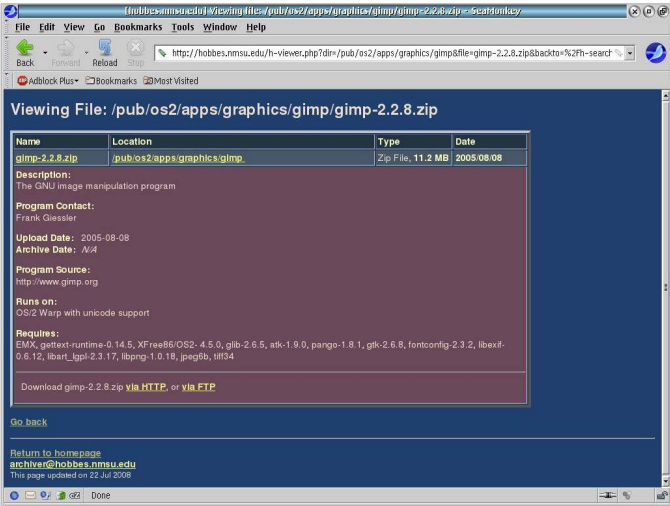 [hobbes.nmsu.edu] Viewing file: /pub/os2/apps/graphics/gimp/gimp-2.2.8.zip - SeaMonkey
File Edit View Go Bookmarks Tools Window Help
Back Forward Reload Stop http://hobbes.nmsu.edu/h-viewer.php?dir=/pub/os2/apps/graphics/gimp&file=gimp-2.2.8.zip&backto=%2Fh-search
Adblock Plus Bookmarks Most Visited
Viewing File: /pub/os2/apps/graphics/gimp/gimp-2.2.8.zip
Name Location Type Date
gimp-2.2.8.zip /pub/os2/apps/graphics/gimp Zip File, 11.2 MB 2005/08/08
Description:
The GNU image manipulation program
Program Contact:
Frank Giessler
Upload Date: 2005-08-08
Archive Date: N/A
Program Source:
http://www.gimp.org
Runs on:
OS/2 Warp with unicode support
Requires:
EMX, gettext-runtime-0.14.5, XFree86/OS2- 4.5.0, glib-2.6.5, atk-1.9.0, pango-1.8.1, gtk-2.6.8, fontconfig-2.3.2, libexif-
0.6.12, libart_lgpl-2.3.17, libpng-1.0.18, jpeg6b, tiff34
Download gimp-2.2.8.zip via HTTP, or via FTP
Go back
Return to homepage
archiver@hobbes.nmsu.edu
This page updated on 22 Jul 2008
Done